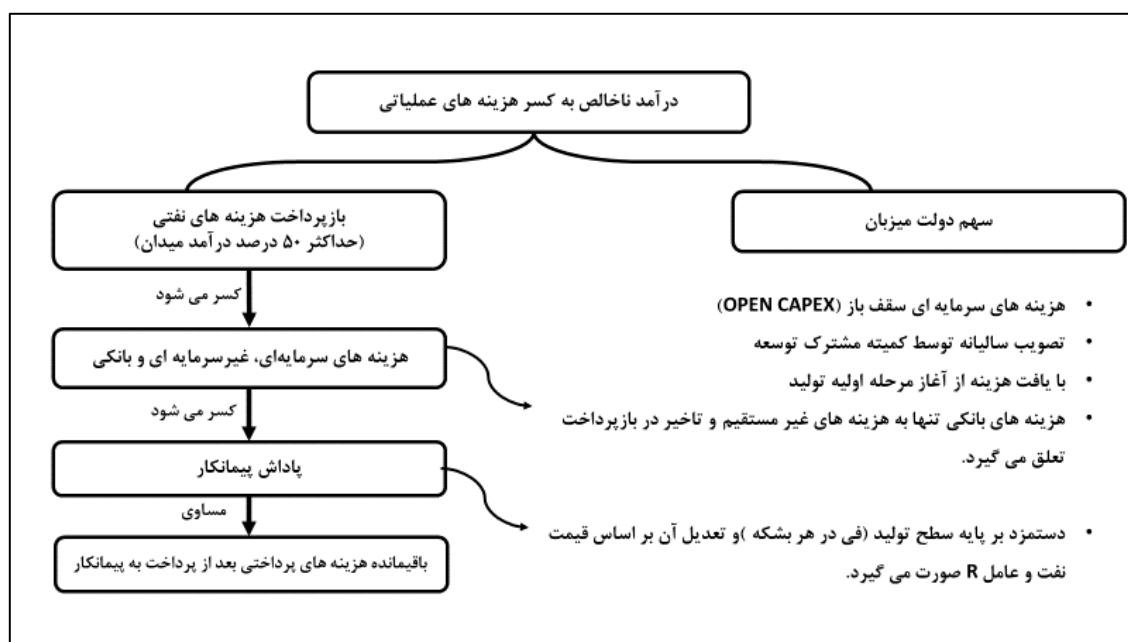 درآمد ناخالص به کسر هزینه های عملیاتی
سهم دولت میزبان
بازپرداخت هزینه های نفتی
(حداکثر ۵۰ درصد درآمد میدان)
کسر می شود
هزینه های سرمایه‌ای، غیرسرمایه ای و بانکی
کسر می شود
پاداش پیمانکار
مساوی
باقیمانده هزینه های پرداختی بعد از پرداخت به پیمانکار
• هزینه های سرمایه ای سقف باز (OPEN CAPEX)
• تصویب سالیانه توسط کمیته مشترک توسعه
• با یافت هزینه از آغاز مرحله اولیه تولید
• هزینه های بانکی تنها به هزینه های غیر مستقیم و تاخیر در بازپرداخت
تعلق می گیرد.
• دستمزد بر پایه سطح تولید (فی در هر بشکه )و تعدیل آن بر اساس قیمت
نفت و عامل R صورت می گیرد.